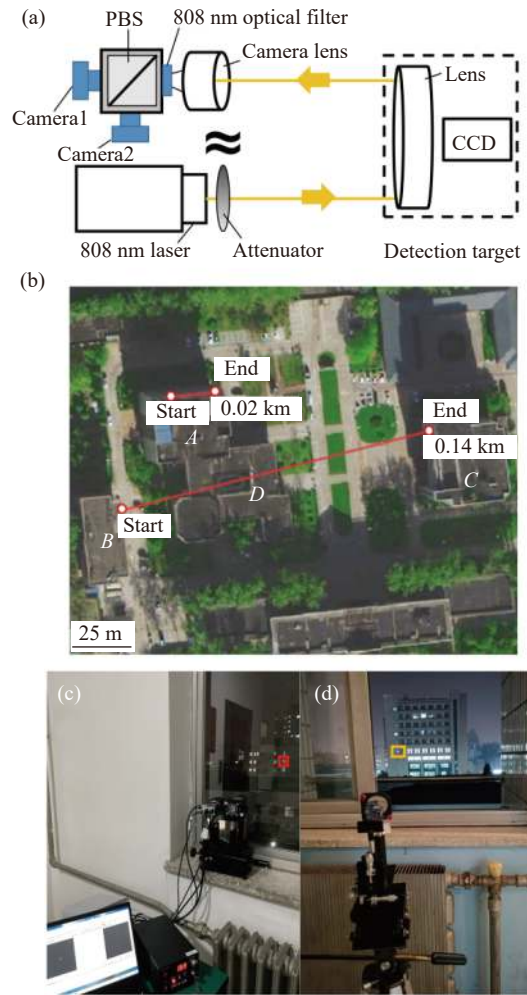 (a)
PBS
808 nm optical filter
Camera lens
Lens
Camera1
Camera2
CCD
808 nm laser
Attenuator
Detection target
(b)
End
Start
0.02 km
A
End
0.14 km
D
C
Start
B
25 m
(c)
(d)